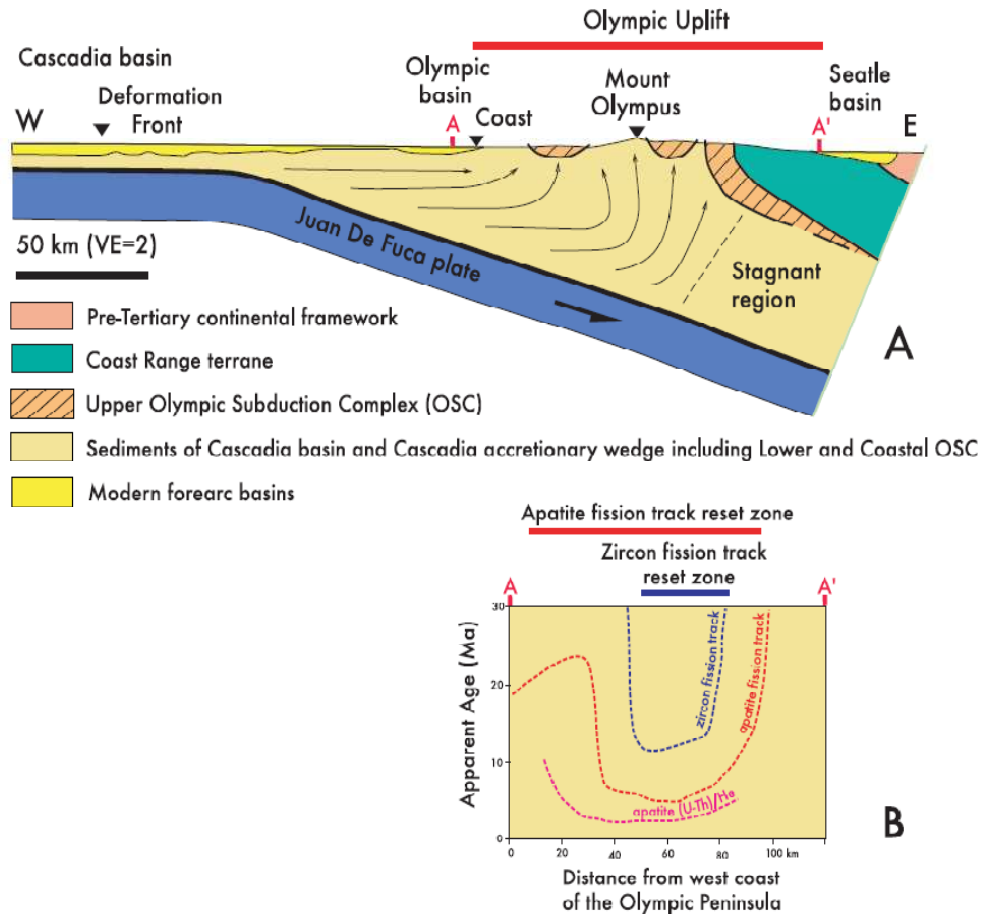 Olympic Uplift
Cascadia basin
Deformation
Front
W
Olympic
basin
A
Coast
Mount
Olympus
Seatle
basin
A'
E
Juan De Fuca plate
50 km (VE=2)
Stagnant
region
A
Pre-Tertiary continental framework
Coast Range terrane
Upper Olympic Subduction Complex (OSC)
Sediments of Cascadia basin and Cascadia accretionary wedge including Lower and Coastal OSC
Modern forearc basins
Apatite fission track reset zone
Zircon fission track
reset zone
A
A'
30
20
10
0
Apparent Age (Ma)
zircon fission track
apatite fission track
apatite (U-Th)/He
B
0 20 40 60 80 100 km
Distance from west coast
of the Olympic Peninsula